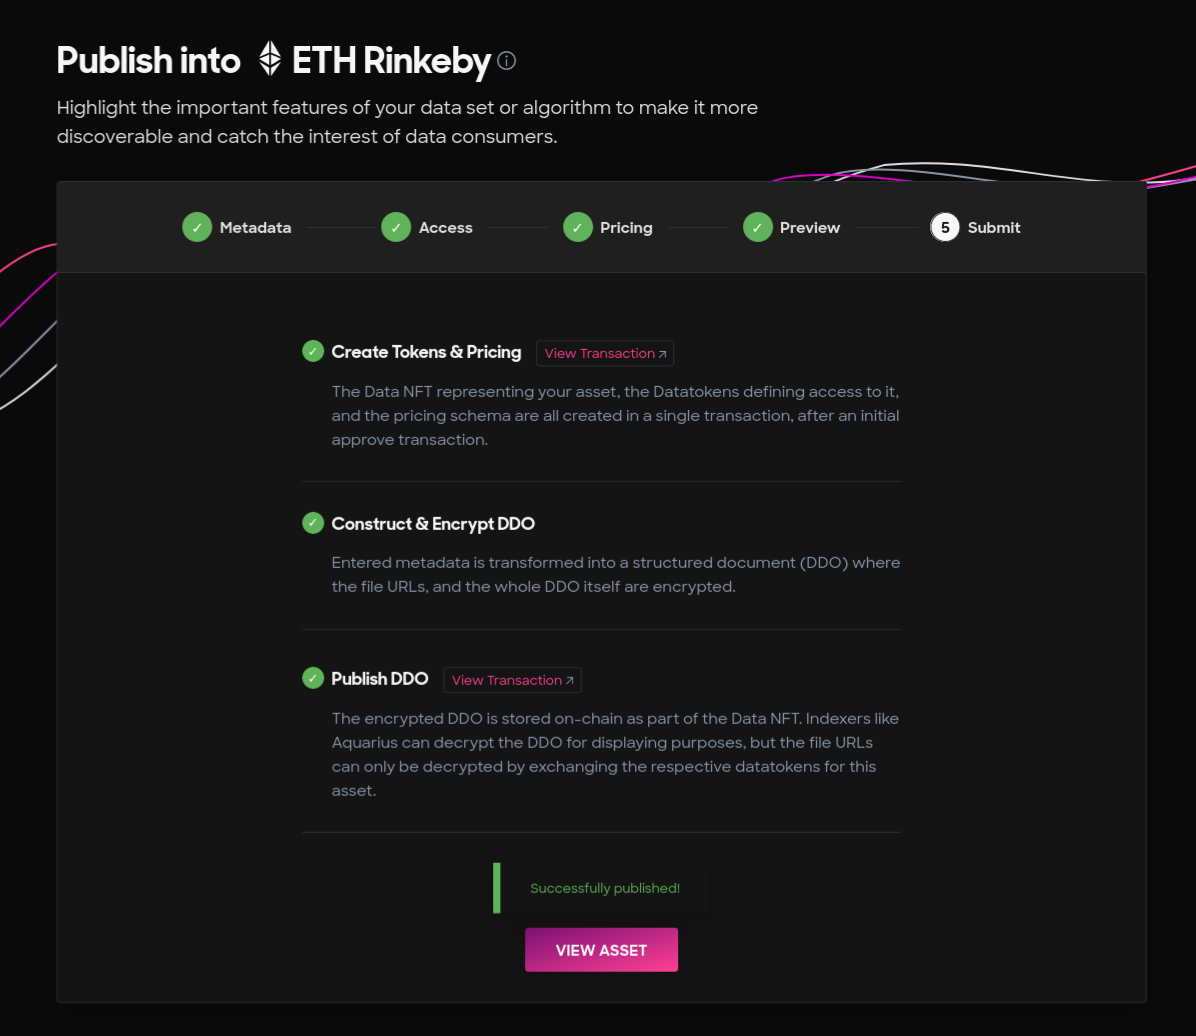 Publish into ETH Rinkeby
Highlight the important features of your data set or algorithm to make it more
discoverable and catch the interest of data consumers.
✓ Metadata ✓ Access ✓ Pricing ✓ Preview 5 Submit
✓ Create Tokens & Pricing View Transaction ↗
The Data NFT representing your asset, the Datatokens defining access to it,
and the pricing schema are all created in a single transaction, after an initial
approve transaction.
✓ Construct & Encrypt DDO
Entered metadata is transformed into a structured document (DDO) where
the file URLs, and the whole DDO itself are encrypted.
✓ Publish DDO View Transaction ↗
The encrypted DDO is stored on-chain as part of the Data NFT. Indexers like
Aquarius can decrypt the DDO for displaying purposes, but the file URLs
can only be decrypted by exchanging the respective datatokens for this
asset.
Successfully published!
VIEW ASSET